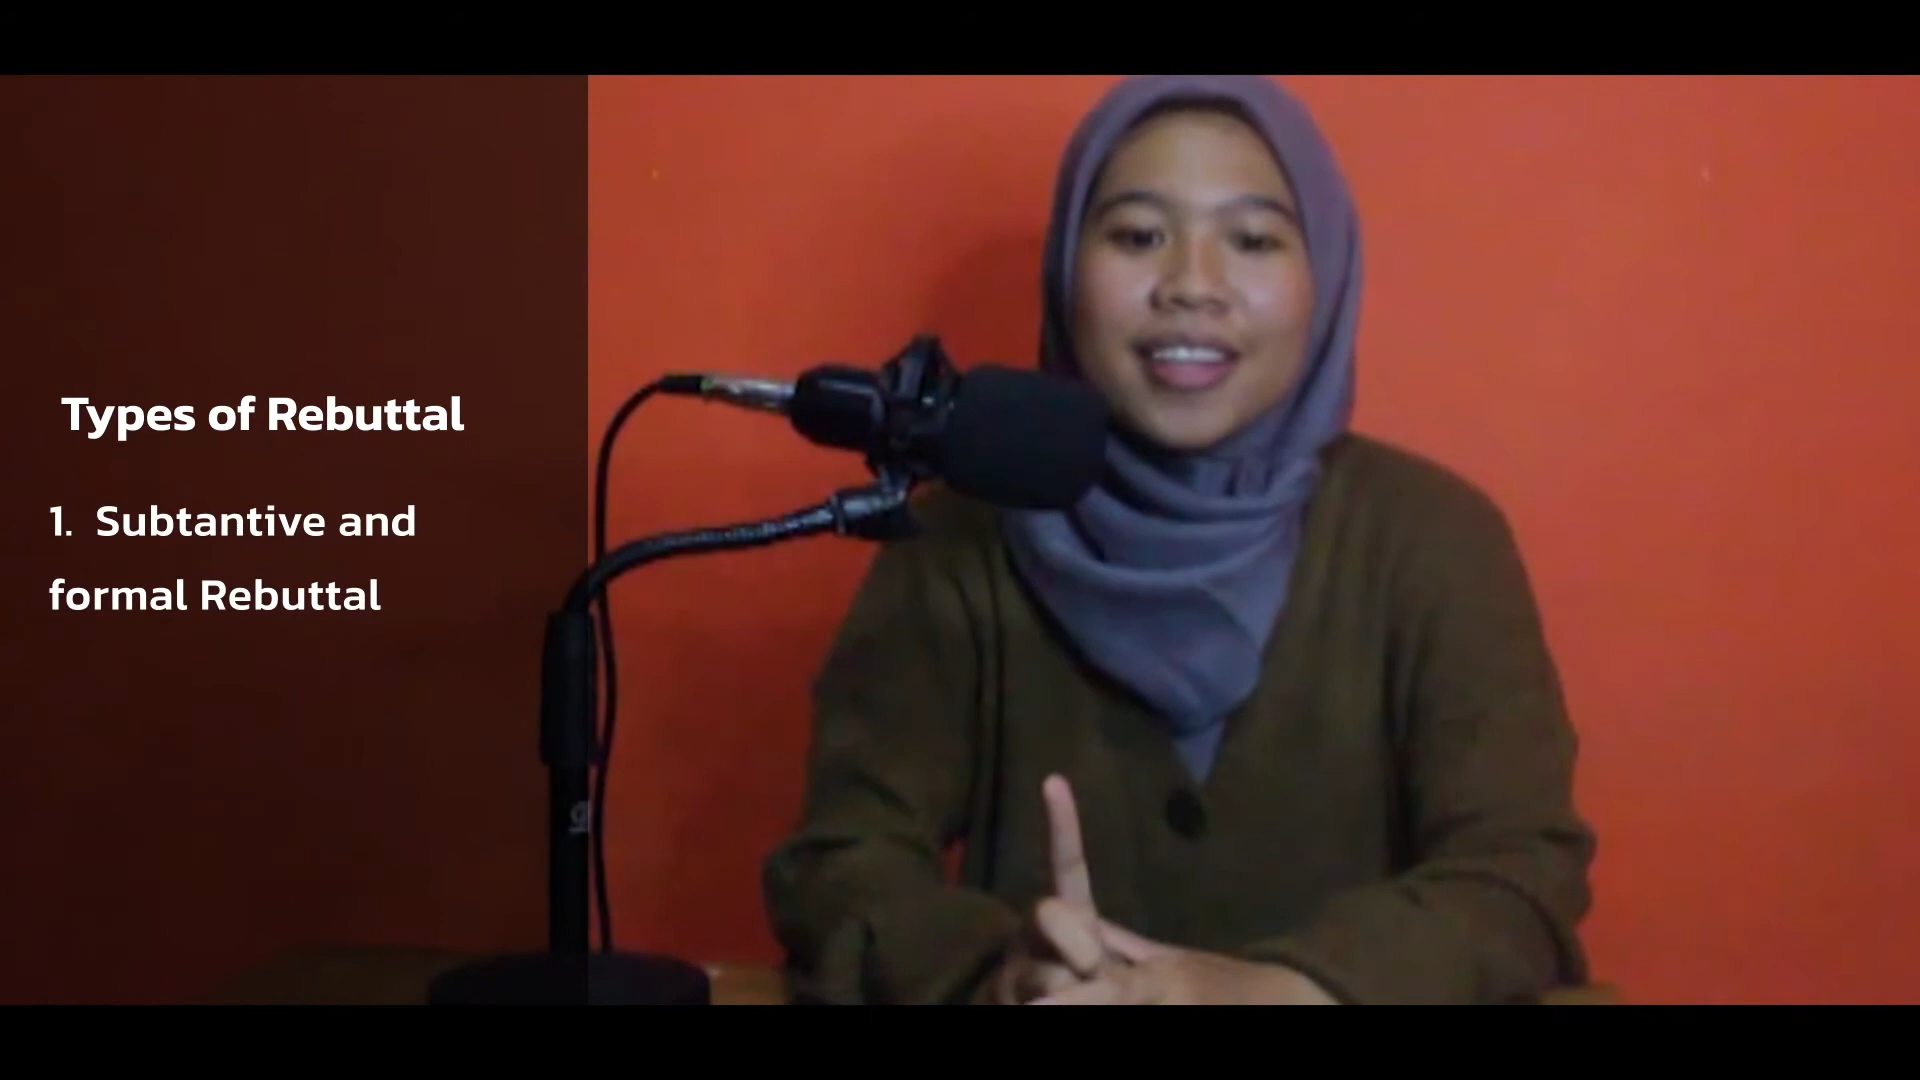 Types of Rebuttal
1. Subtantive and
formal Rebuttal